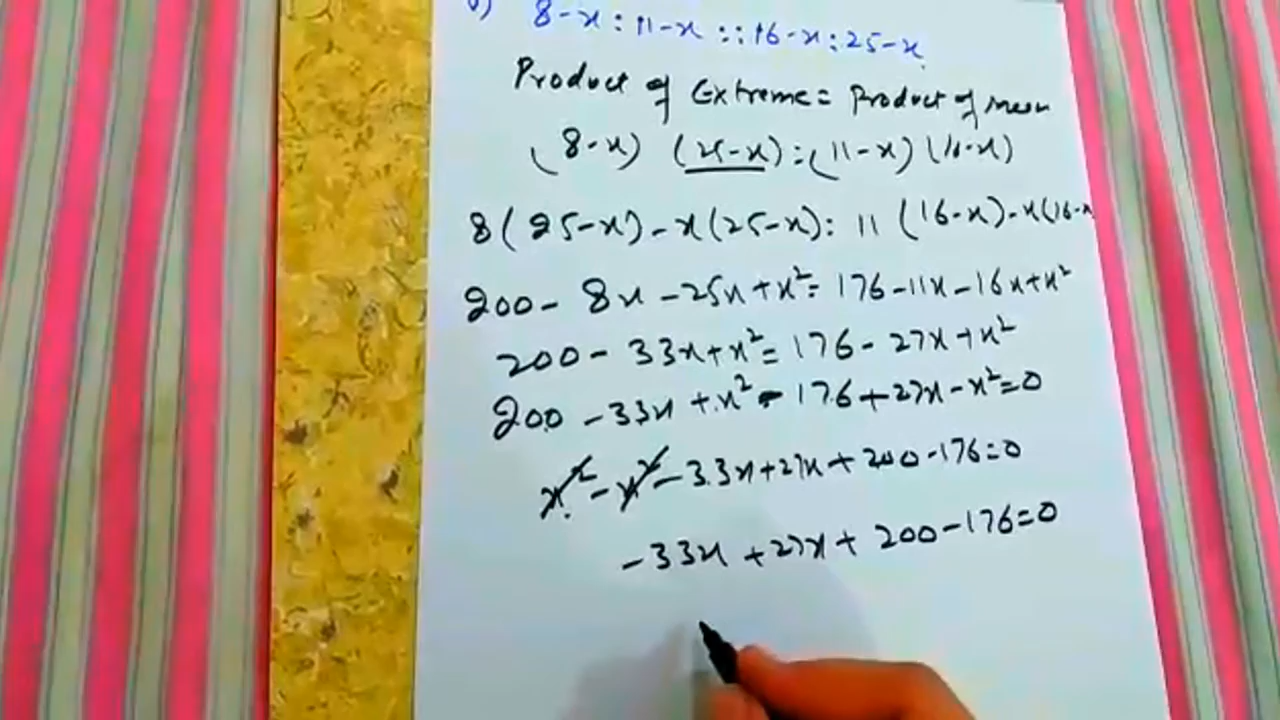 8-x : 11-x :: 16-x : 25-x
Product of Extreme = Product of mean
(8-x) (25-x) = (11-x) (16-x)
8(25-x)-x(25-x) = 11(16-x)-x(16-x
200-8x-25x+x² = 176-11x-16x+x²
200-33x+x² = 176-27x+x²
200-33x+x²-176+27x-x²=0
x²-x²-33x+27x+200-176=0
-33x+27x+200-176=0